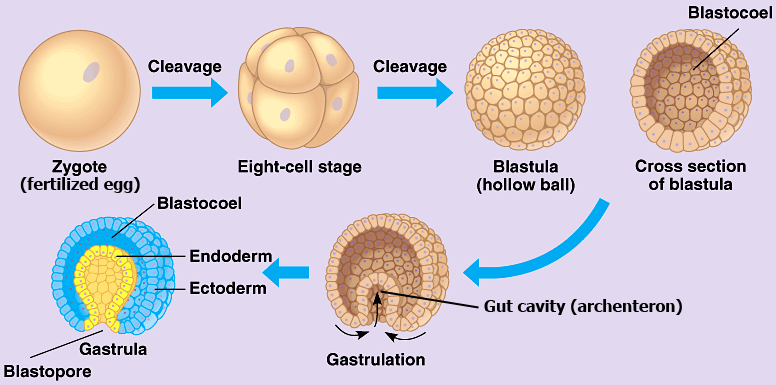 Blastocoel
Cleavage
Cleavage
Zygote
(fertilized egg)
Eight-cell stage
Blastula
(hollow ball)
Cross section
of blastula
Blastocoel
Endoderm
Ectoderm
Gut cavity (archenteron)
Gastrula
Gastrulation
Blastopore